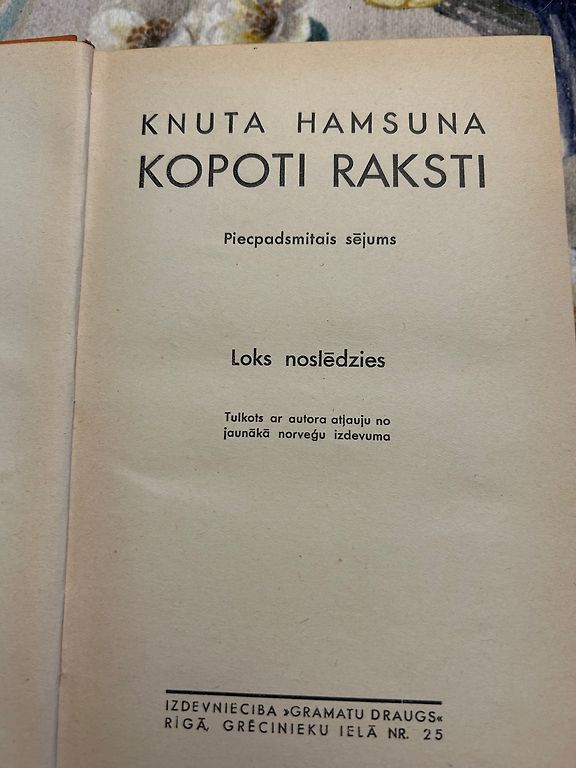 KNUTA HAMSUNA
KOPOTI RAKSTI
Piecpadsmitais sējums
Loks noslēdzies
Tulkots ar autora atļauju no
jaunākā norveģu izdevuma
IZDEVNIECIBA »GRAMATU DRAUGS«
RĪGĀ, GRĒCINIEKU IELĀ NR. 25